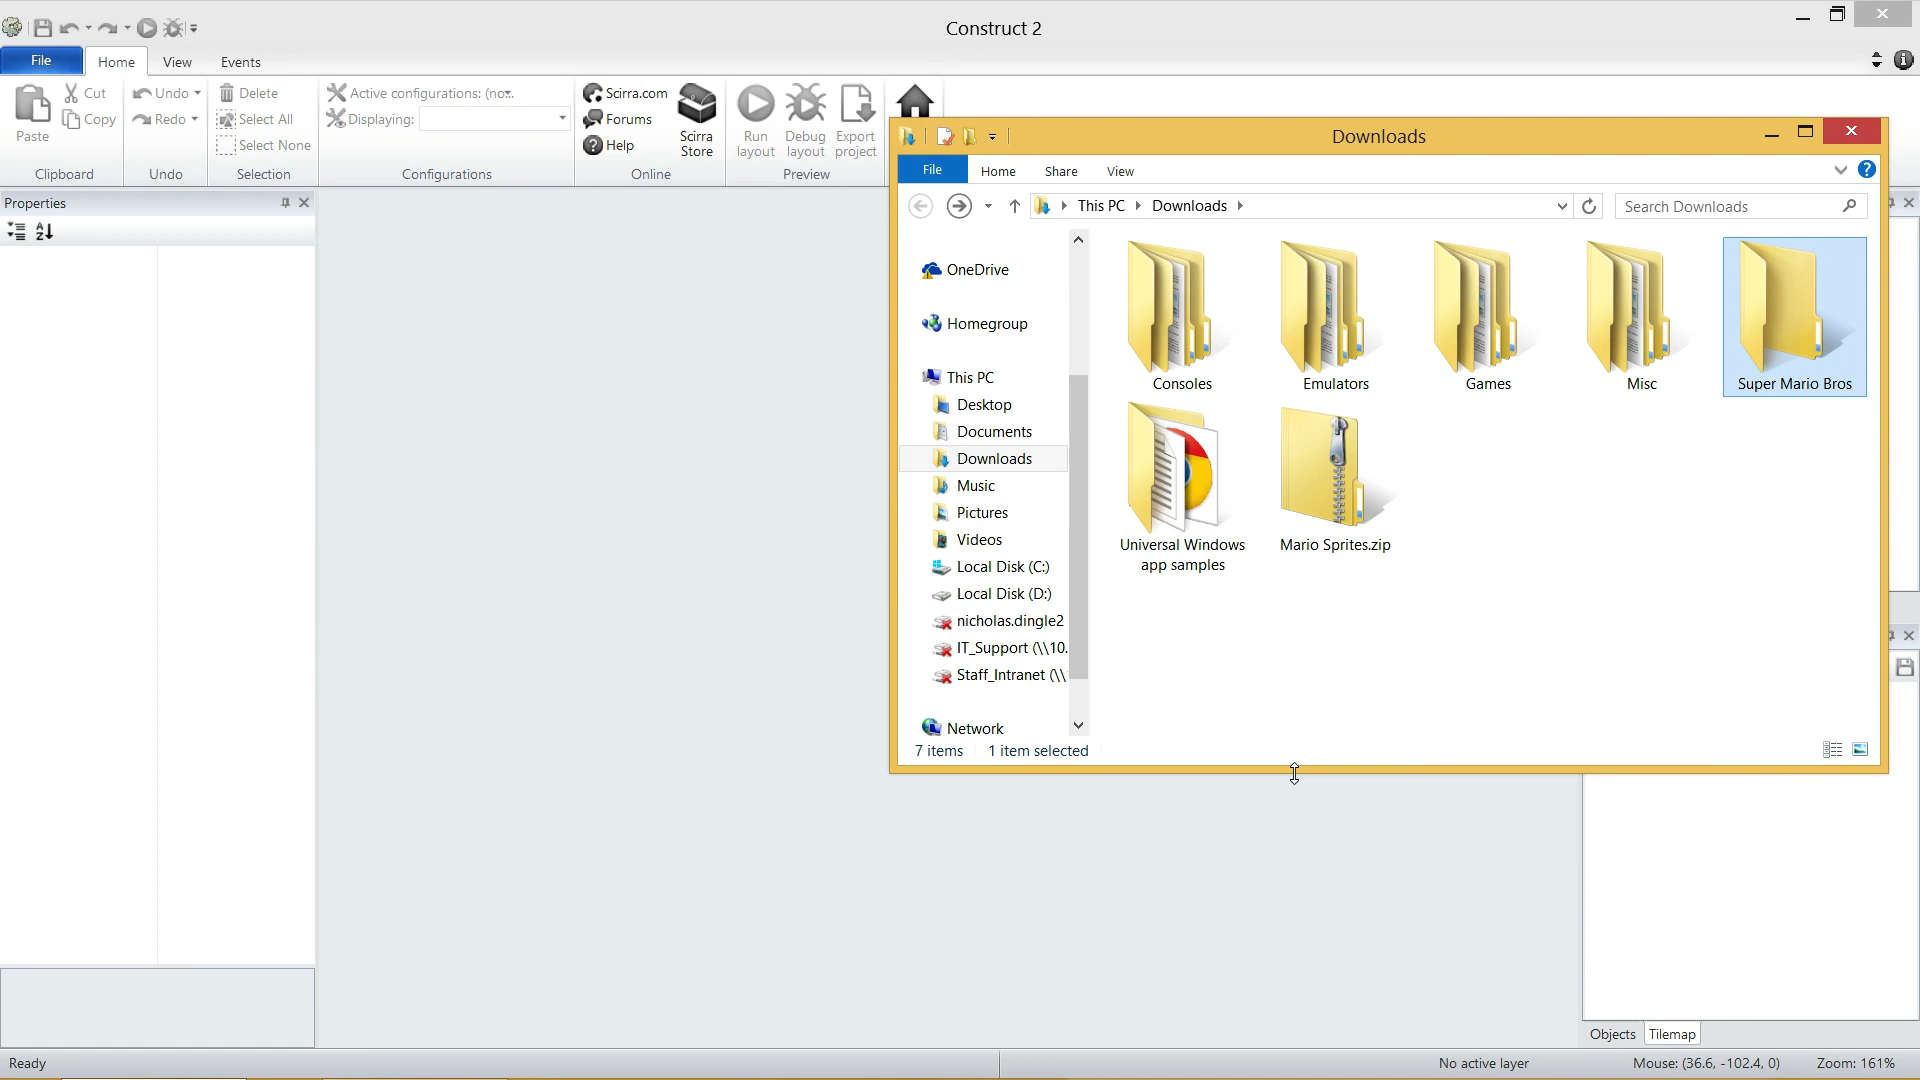 Construct 2
File
Home
View
Events
Paste
Cut
Copy
Clipboard
Undo
Redo
Undo
Delete
Select All
Select None
Selection
Active configurations: (no..
Displaying:
Configurations
Scirra.com
Forums
Help
Scirra
Store
Online
Run
layout
Debug
layout
Export
project
Preview
Properties
Downloads
File
Home
Share
View
This PC
Downloads
Search Downloads
OneDrive
Homegroup
This PC
Desktop
Documents
Downloads
Music
Pictures
Videos
Local Disk (C:)
Local Disk (D:)
nicholas.dingle2
IT_Support (\\10.
Staff_Intranet (\\
Network
Consoles
Emulators
Games
Misc
Super Mario Bros
Universal Windows
app samples
Mario Sprites.zip
7 items
1 item selected
Objects
Tilemap
Ready
No active layer
Mouse: (36.6, -102.4, 0)
Zoom: 161%